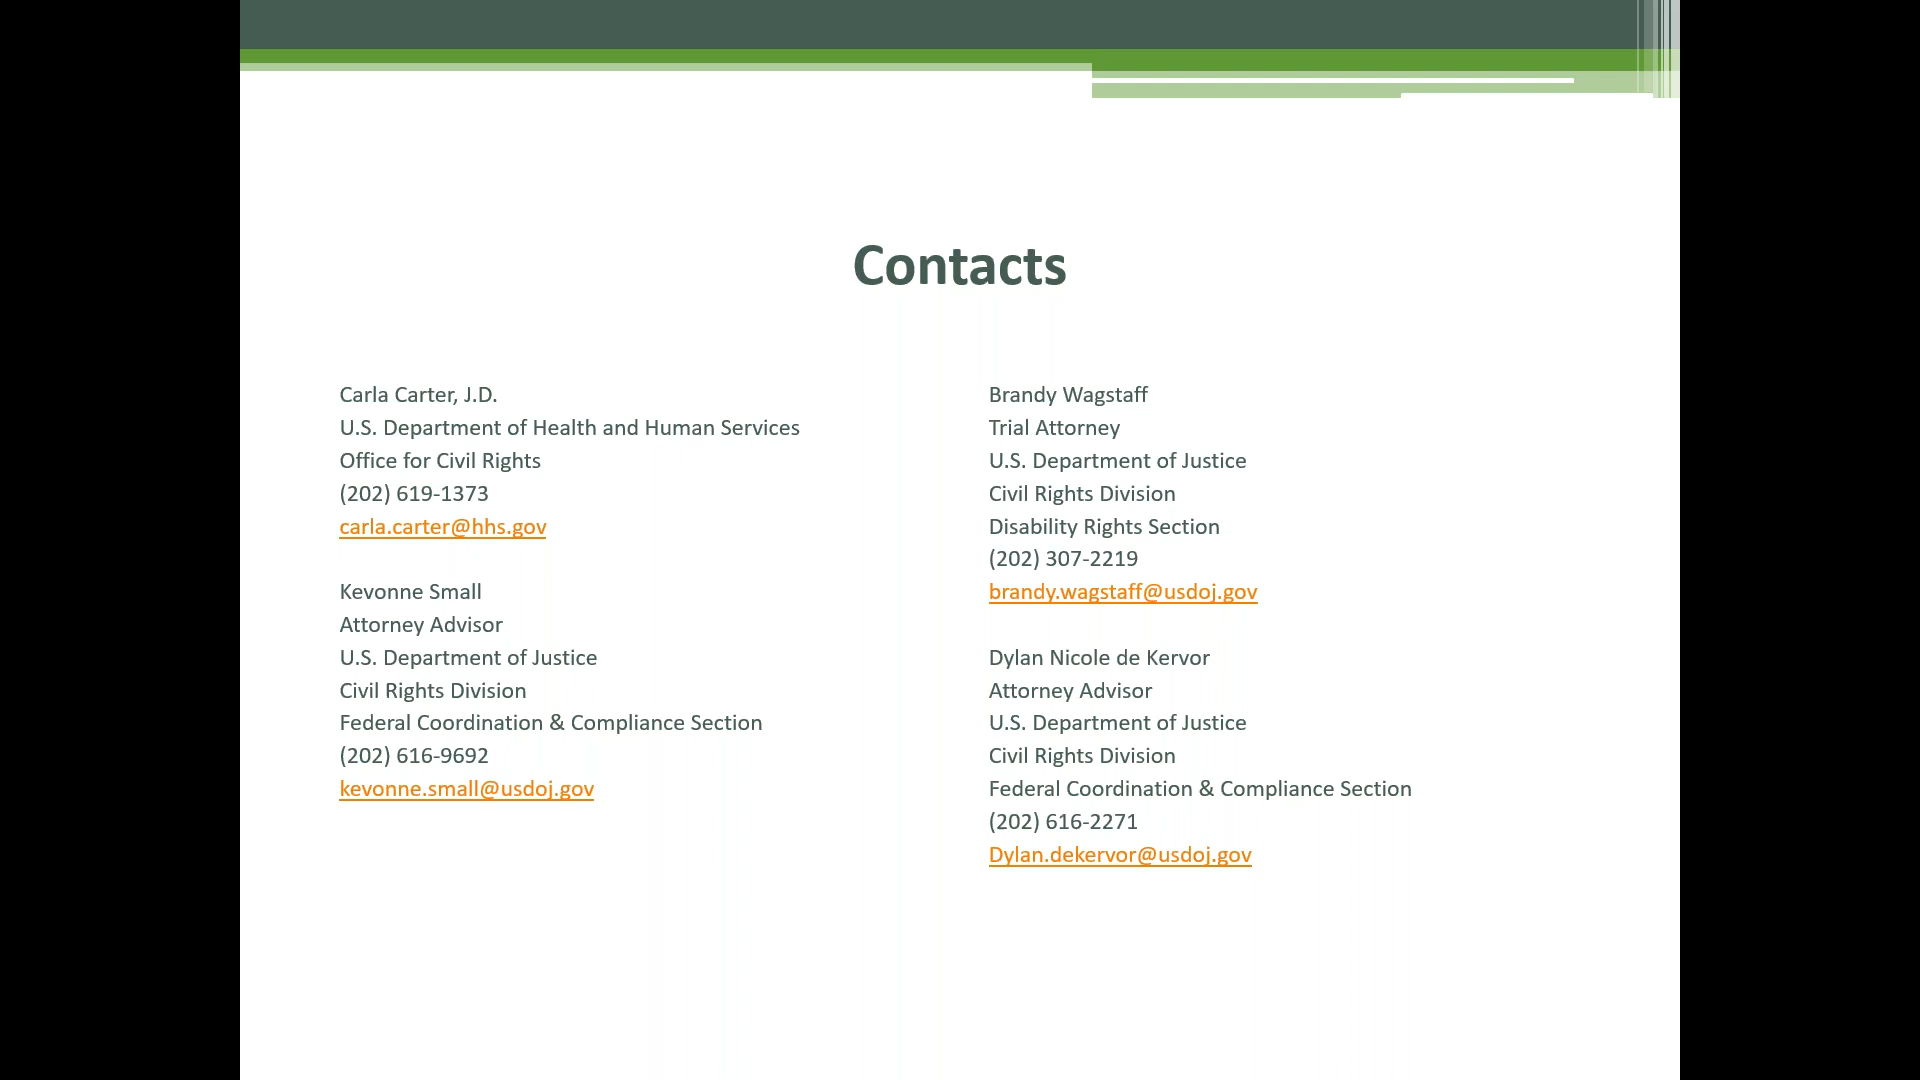 Contacts
Carla Carter, J.D.
U.S. Department of Health and Human Services
Office for Civil Rights
(202) 619-1373
carla.carter@hhs.gov
Kevonne Small
Attorney Advisor
U.S. Department of Justice
Civil Rights Division
Federal Coordination & Compliance Section
(202) 616-9692
kevonne.small@usdoj.gov
Brandy Wagstaff
Trial Attorney
U.S. Department of Justice
Civil Rights Division
Disability Rights Section
(202) 307-2219
brandy.wagstaff@usdoj.gov
Dylan Nicole de Kervor
Attorney Advisor
U.S. Department of Justice
Civil Rights Division
Federal Coordination & Compliance Section
(202) 616-2271
Dylan.dekervor@usdoj.gov